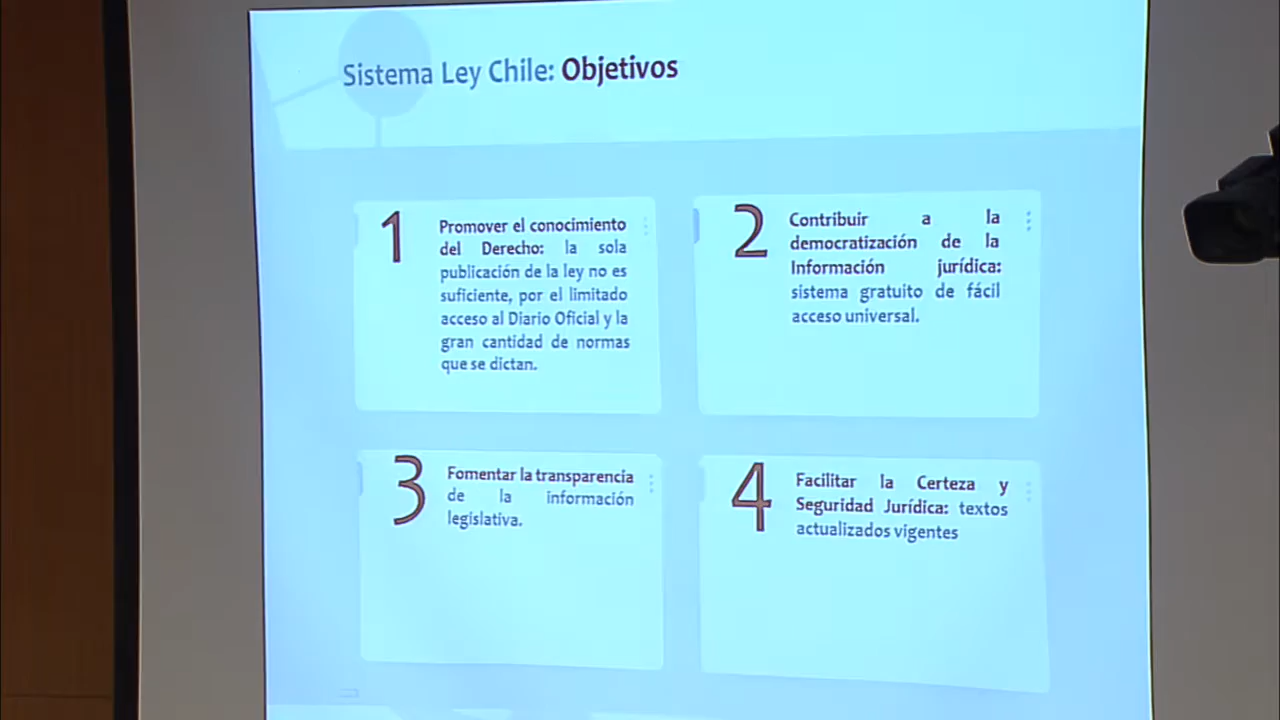 Sistema Ley Chile: Objetivos
1
Promover el conocimiento
del Derecho: la sola
publicación de la ley no es
suficiente, por el limitado
acceso al Diario Oficial y la
gran cantidad de normas
que se dictan.
2
Contribuir a la
democratización de la
Información jurídica:
sistema gratuito de fácil
acceso universal.
3
Fomentar la transparencia
de la información
legislativa.
4
Facilitar la Certeza y
Seguridad Jurídica: textos
actualizados vigentes